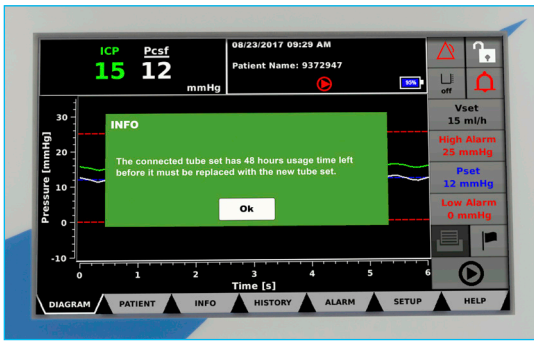 ICP Pcsf
15 12
mmHg
08/23/2017 09:29 AM
Patient Name: 9372947
95%
off
Vset
15 ml/h
High Alarm
25 mmHg
Pset
12 mmHg
Low Alarm
0 mmHg
Pressure [mmHg]
30
20
10
0
-10
INFO
The connected tube set has 48 hours usage time left
before it must be replaced with the new tube set.
Ok
0 1 2 3 4 5 6
Time [s]
DIAGRAM PATIENT INFO HISTORY ALARM SETUP HELP